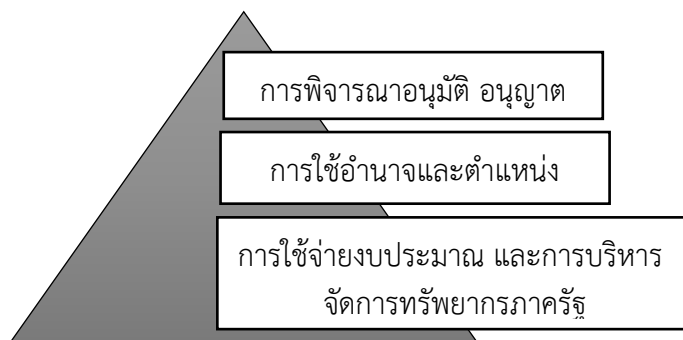 การพิจารณาอนุมัติ อนุญาต
การใช้อำนาจและตำแหน่ง
การใช้จ่ายงบประมาณ และการบริหาร
จัดการทรัพยากรภาครัฐ